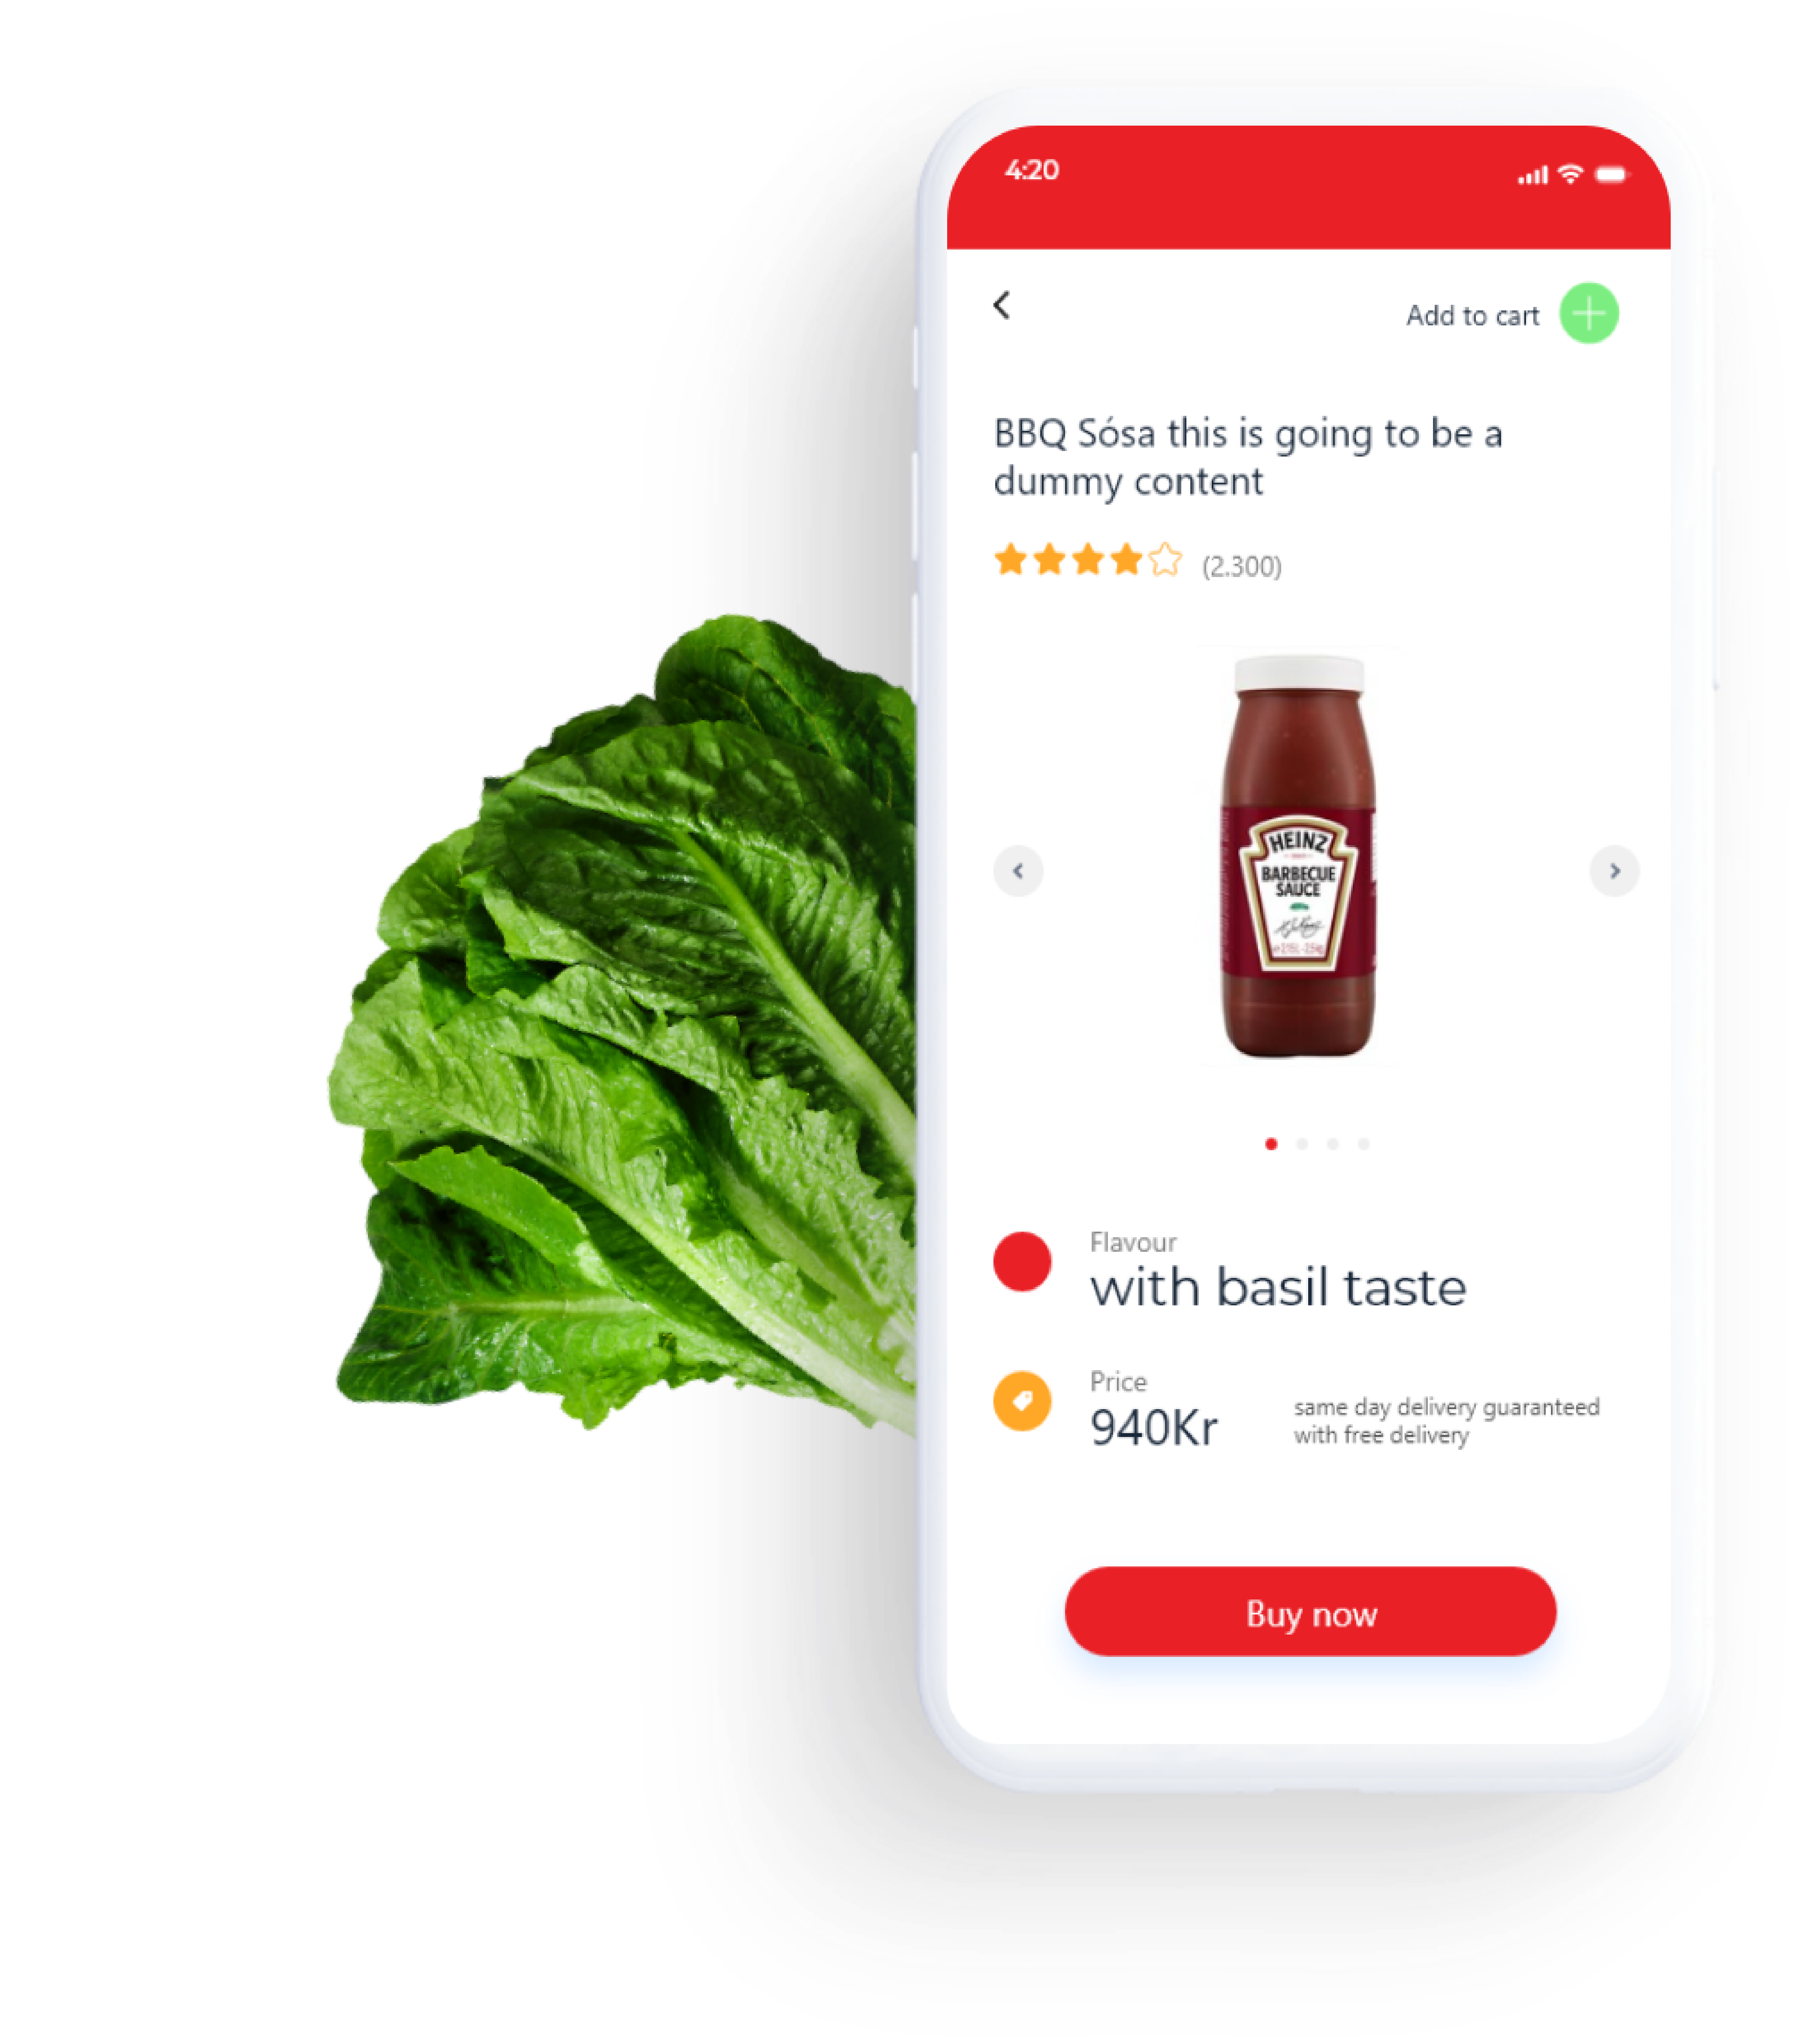 4:20
Add to cart
BBQ Sósa this is going to be a
dummy content
(2.300)
HEINZ
BARBECUE
SAUCE
Flavour
with basil taste
Price
940Kr
same day delivery guaranteed
with free delivery
Buy now